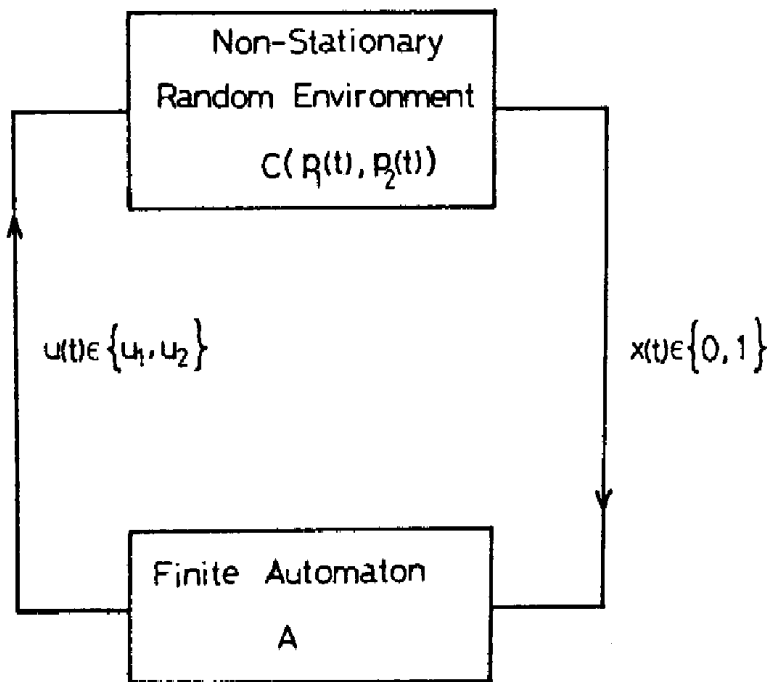 Non-Stationary
Random Environment
C(p₁(t), p₂(t))
u(t)ϵ{u₁, u₂}
x(t)ϵ{0, 1}
Finite Automaton
A